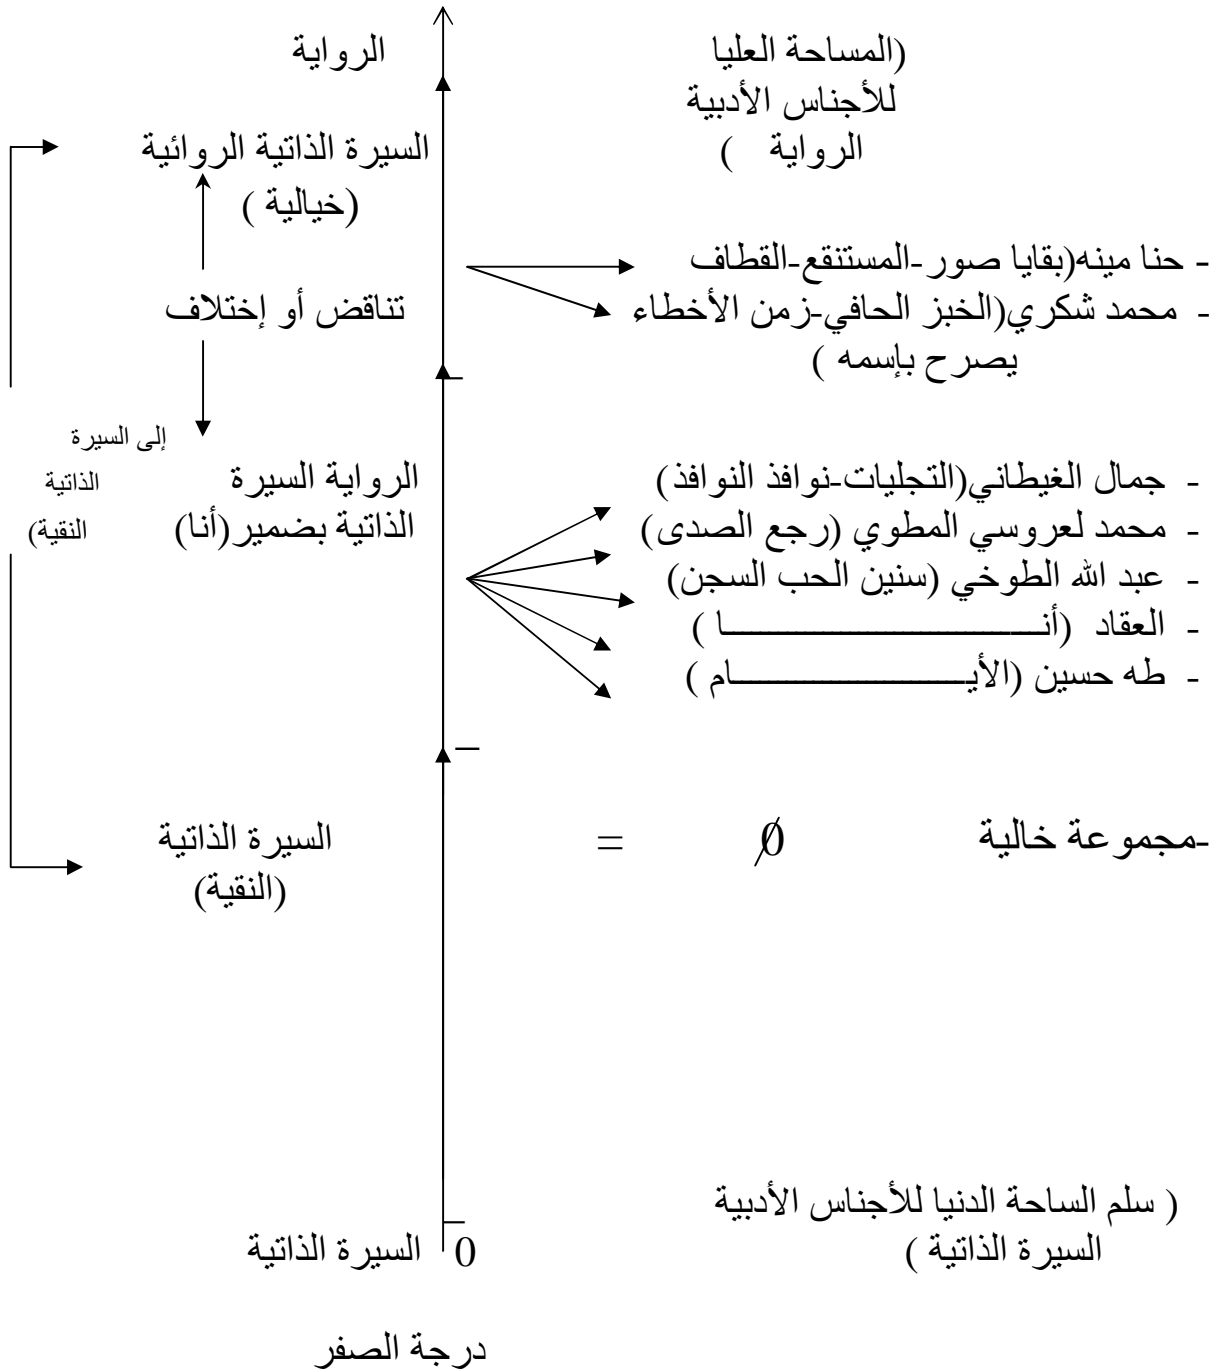 (المساحة العليا
للأجناس الأدبية
الرواية )
الرواية
السيرة الذاتية الروائية
(خيالية )
- حنا مينه(بقايا صور-المستنقع-القطاف
- محمد شكري(الخبز الحافي-زمن الأخطاء
يصرح بإسمه )
تناقض أو إختلاف
إلى السيرة
الذاتية
النقية)
الرواية السيرة
الذاتية بضمير(أنا)
- جمال الغيطاني(التجليات-نوافذ النوافذ)
- محمد لعروسي المطوي (رجع الصدى)
- عبد الله الطوخي (سنين الحب السجن)
- العقاد (أنـــــــــــــــــــــا )
- طه حسين (الأيـــــــــــــــــــام )
-مجموعة خالية Ø =
السيرة الذاتية
(النقية)
( سلم الساحة الدنيا للأجناس الأدبية
السيرة الذاتية )
0 السيرة الذاتية
درجة الصفر